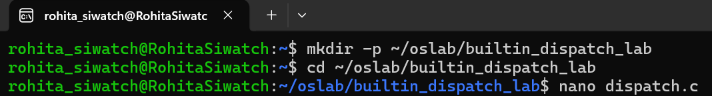 rohita_siwatch@RohitaSiwatc
rohita_siwatch@RohitaSiwatch:~$ mkdir -p ~/oslab/builtin_dispatch_lab
rohita_siwatch@RohitaSiwatch:~$ cd ~/oslab/builtin_dispatch_lab
rohita_siwatch@RohitaSiwatch:~/oslab/builtin_dispatch_lab$ nano dispatch.c